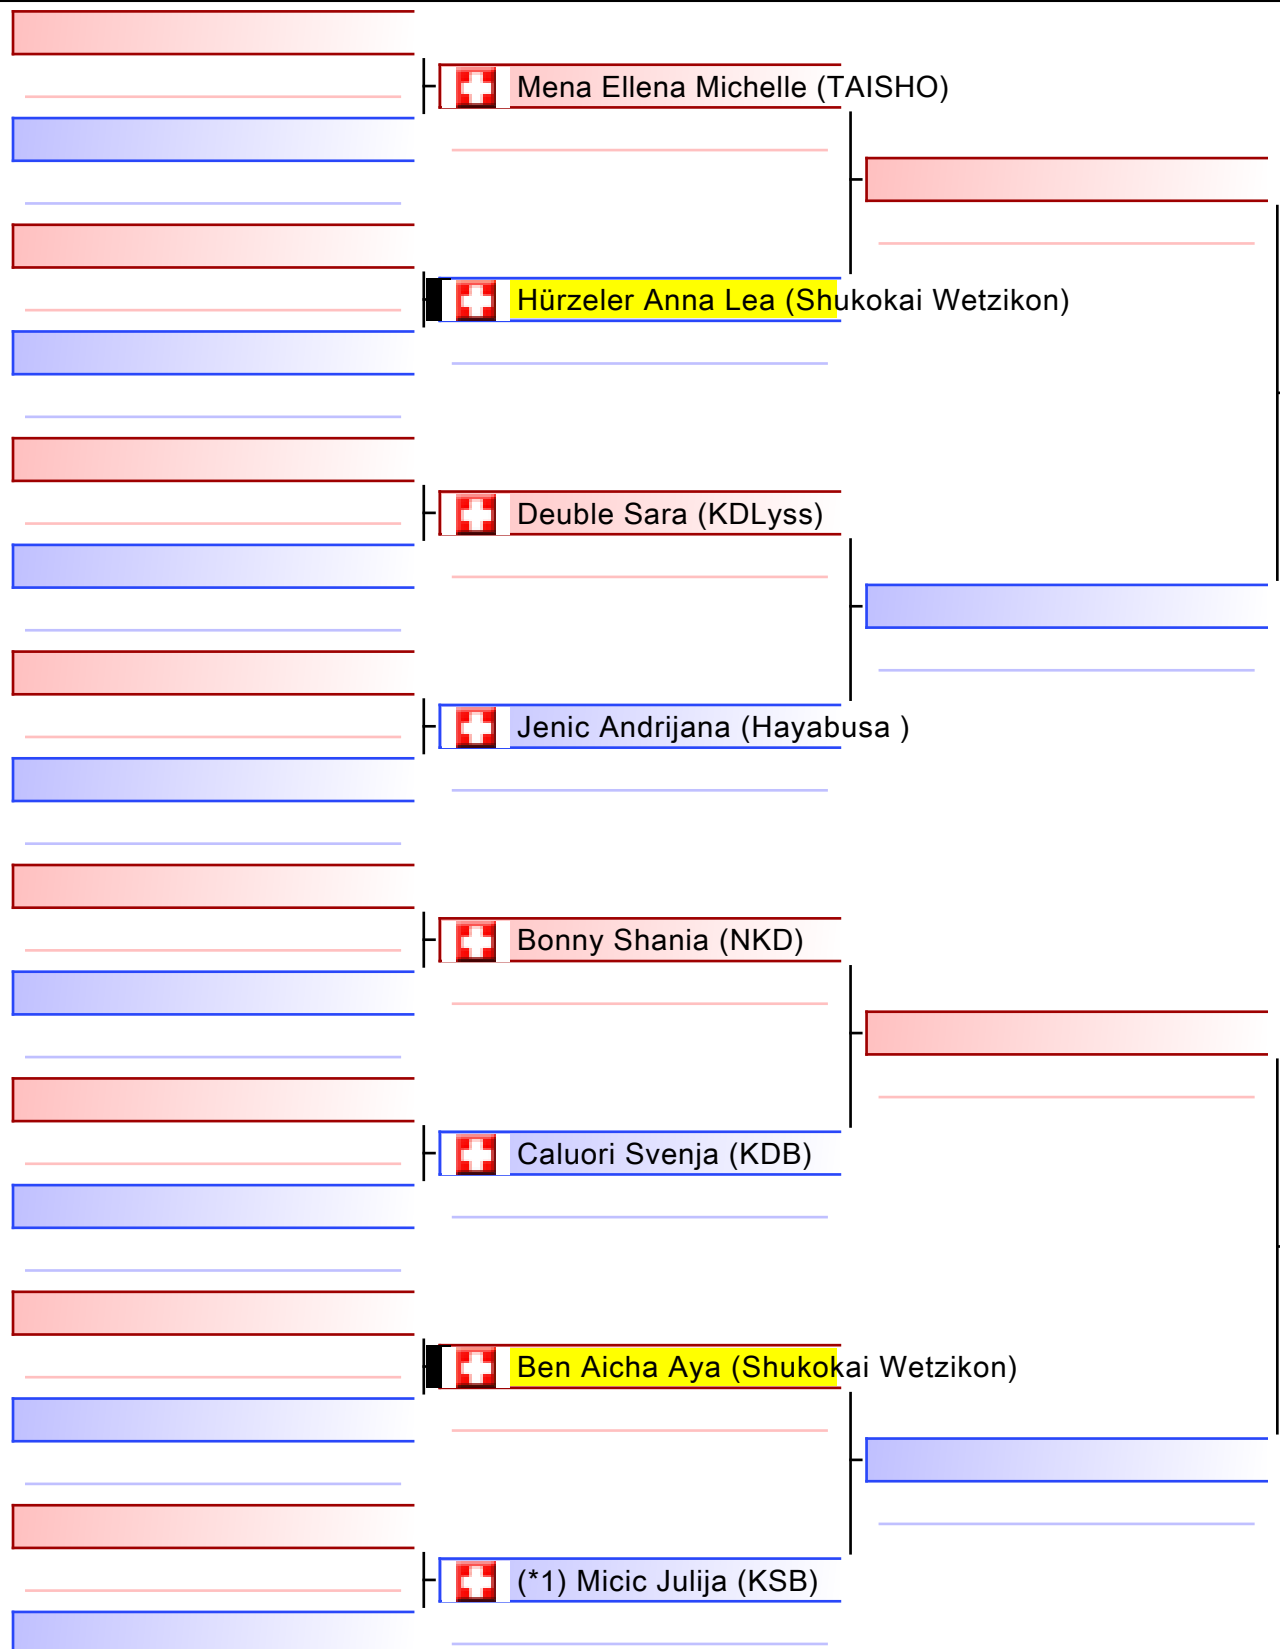 Mena Ellena Michelle (TAISHO)
Hürzeler Anna Lea (Shukokai Wetzikon)
Deuble Sara (KDLyss)
Jenic Andrijana (Hayabusa )
Bonny Shania (NKD)
Caluori Svenja (KDB)
Ben Aicha Aya (Shukokai Wetzikon)
(*1) Micic Julija (KSB)